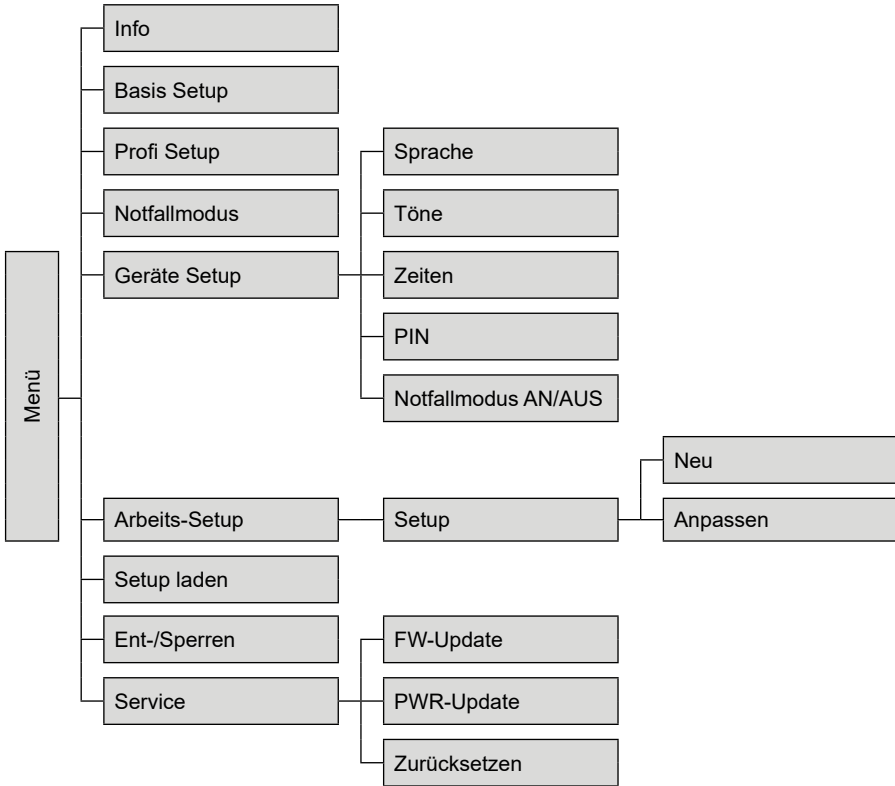 Menü
Info
Basis Setup
Profi Setup
Notfallmodus
Geräte Setup
Sprache
Töne
Zeiten
PIN
Notfallmodus AN/AUS
Arbeits-Setup
Setup
Neu
Anpassen
Setup laden
Ent-/Sperren
Service
FW-Update
PWR-Update
Zurücksetzen